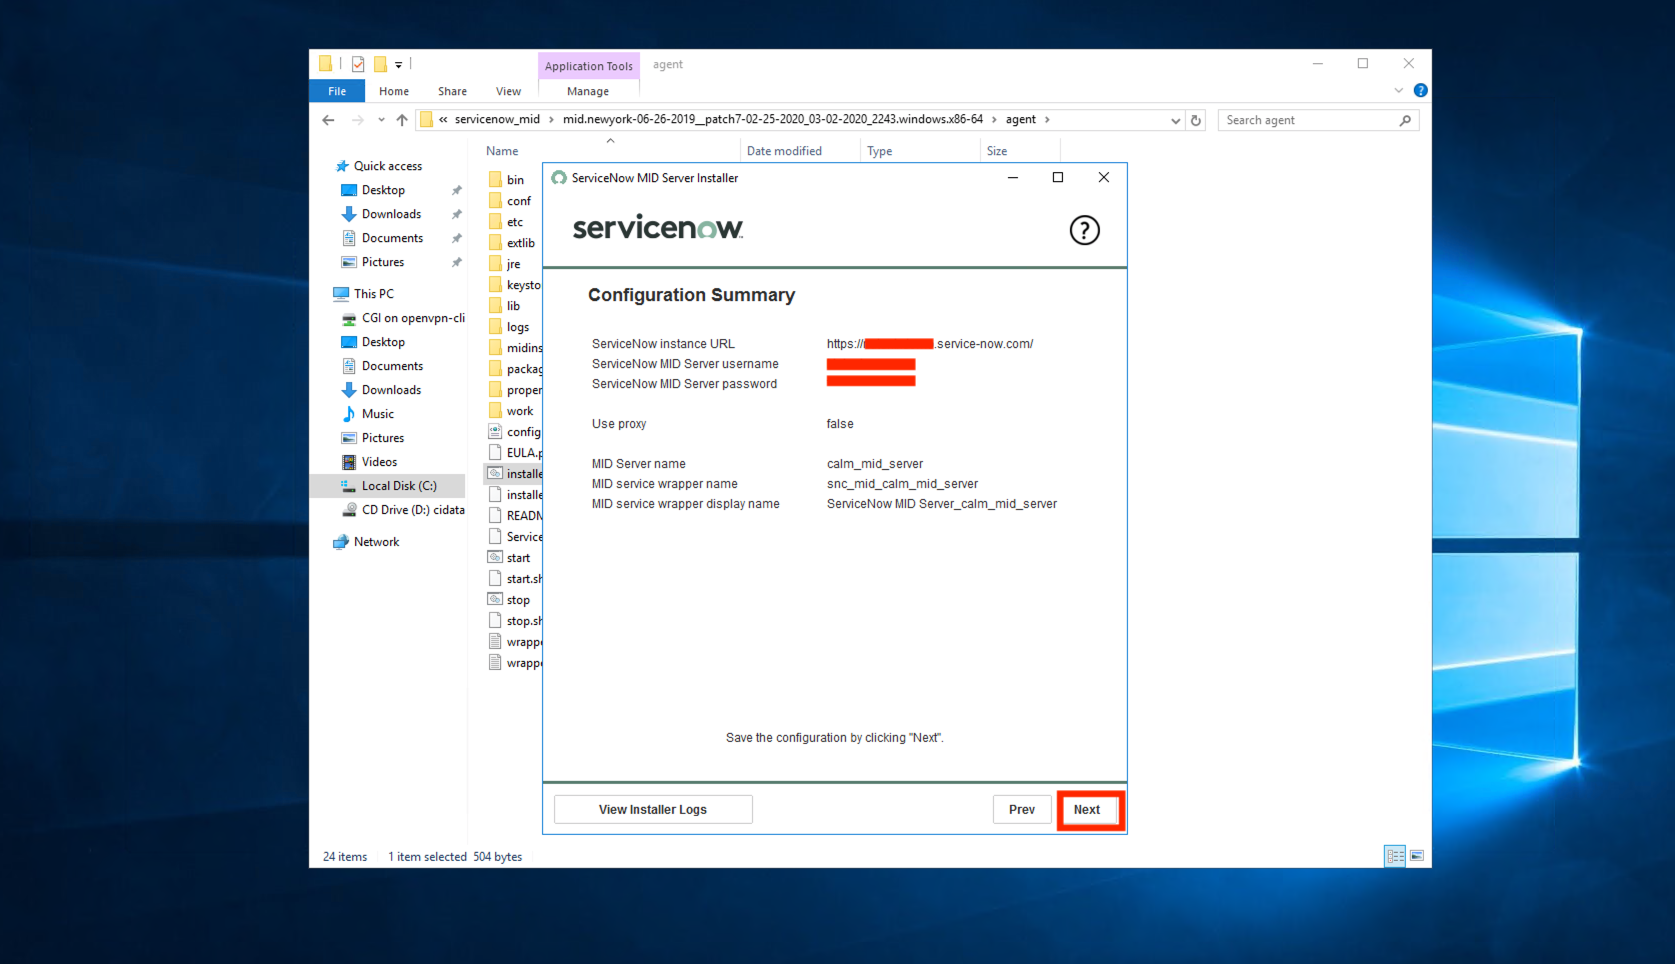 Application Tools agent
File Home Share View Manage
« servicenow_mid › mid.newyork-06-26-2019__patch7-02-25-2020_03-02-2020_2243.windows.x86-64 › agent ›
Search agent
Quick access
Desktop
Downloads
Documents
Pictures
This PC
CGI on openvpn-cli
Desktop
Documents
Downloads
Music
Pictures
Videos
Local Disk (C:)
CD Drive (D:) cidata
Network
Name Date modified Type Size
bin
conf
etc
extlib
jre
keysto
lib
logs
midins
packag
proper
work
config
EULA.p
installe
installe
READM
Service
start
start.sh
stop
stop.sh
wrappe
wrappe
ServiceNow MID Server Installer
servicenow™
?
Configuration Summary
ServiceNow instance URL https:// .service-now.com/
ServiceNow MID Server username
ServiceNow MID Server password
Use proxy false
MID Server name calm_mid_server
MID service wrapper name snc_mid_calm_mid_server
MID service wrapper display name ServiceNow MID Server_calm_mid_server
Save the configuration by clicking "Next".
View Installer Logs Prev Next
24 items 1 item selected 504 bytes